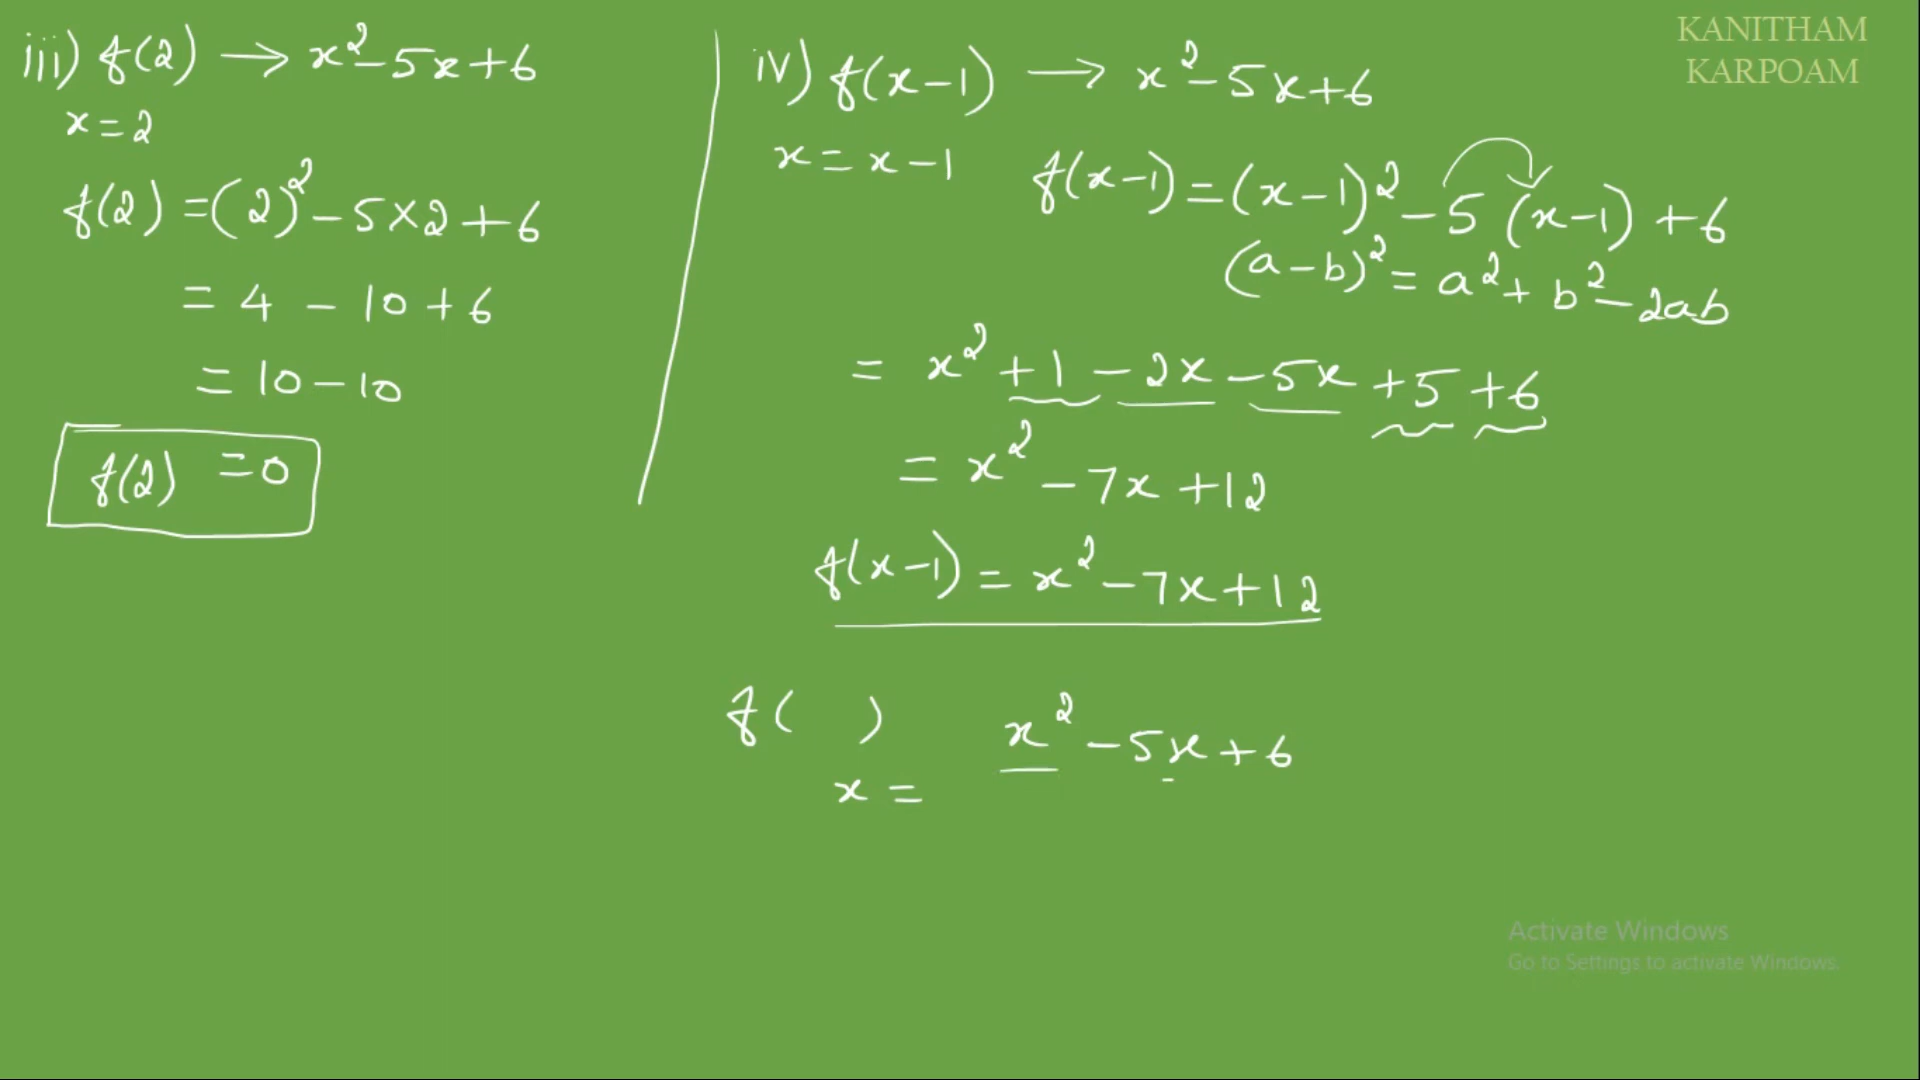 iii) f(2) → x² - 5x + 6
x = 2
f(2) = (2)² - 5×2 + 6
= 4 - 10 + 6
= 10 - 10
f(2) = 0
iv) f(x-1) → x² - 5x + 6
x = x - 1
f(x-1) = (x-1)² - 5 (x-1) + 6
(a-b)² = a² + b² - 2ab
= x² + 1 - 2x - 5x + 5 + 6
= x² - 7x + 12
f(x-1) = x² - 7x + 12
f( ) x² - 5x + 6
x =
KANITHAM
KARPOAM
Activate Windows
Go to Settings to activate Windows.